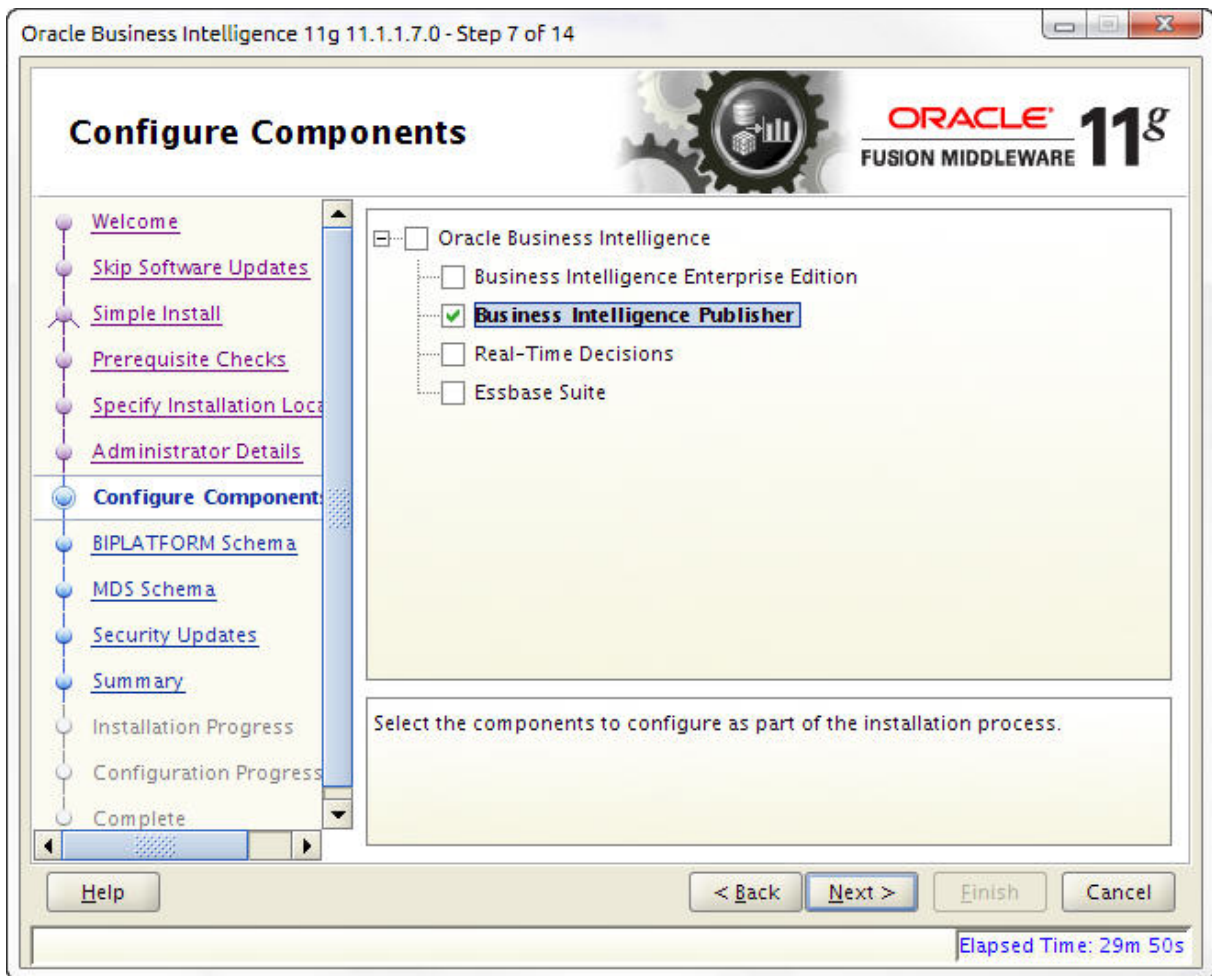 Oracle Business Intelligence 11g 11.1.1.7.0 - Step 7 of 14
Configure Components
ORACLE
FUSION MIDDLEWARE
11g
Welcome
Skip Software Updates
Simple Install
Prerequisite Checks
Specify Installation Loca
Administrator Details
Configure Component
BIPLATFORM Schema
MDS Schema
Security Updates
Summary
Installation Progress
Configuration Progress
Complete
Oracle Business Intelligence
Business Intelligence Enterprise Edition
Business Intelligence Publisher
Real-Time Decisions
Essbase Suite
Select the components to configure as part of the installation process.
Help
< Back
Next >
Finish
Cancel
Elapsed Time: 29m 50s